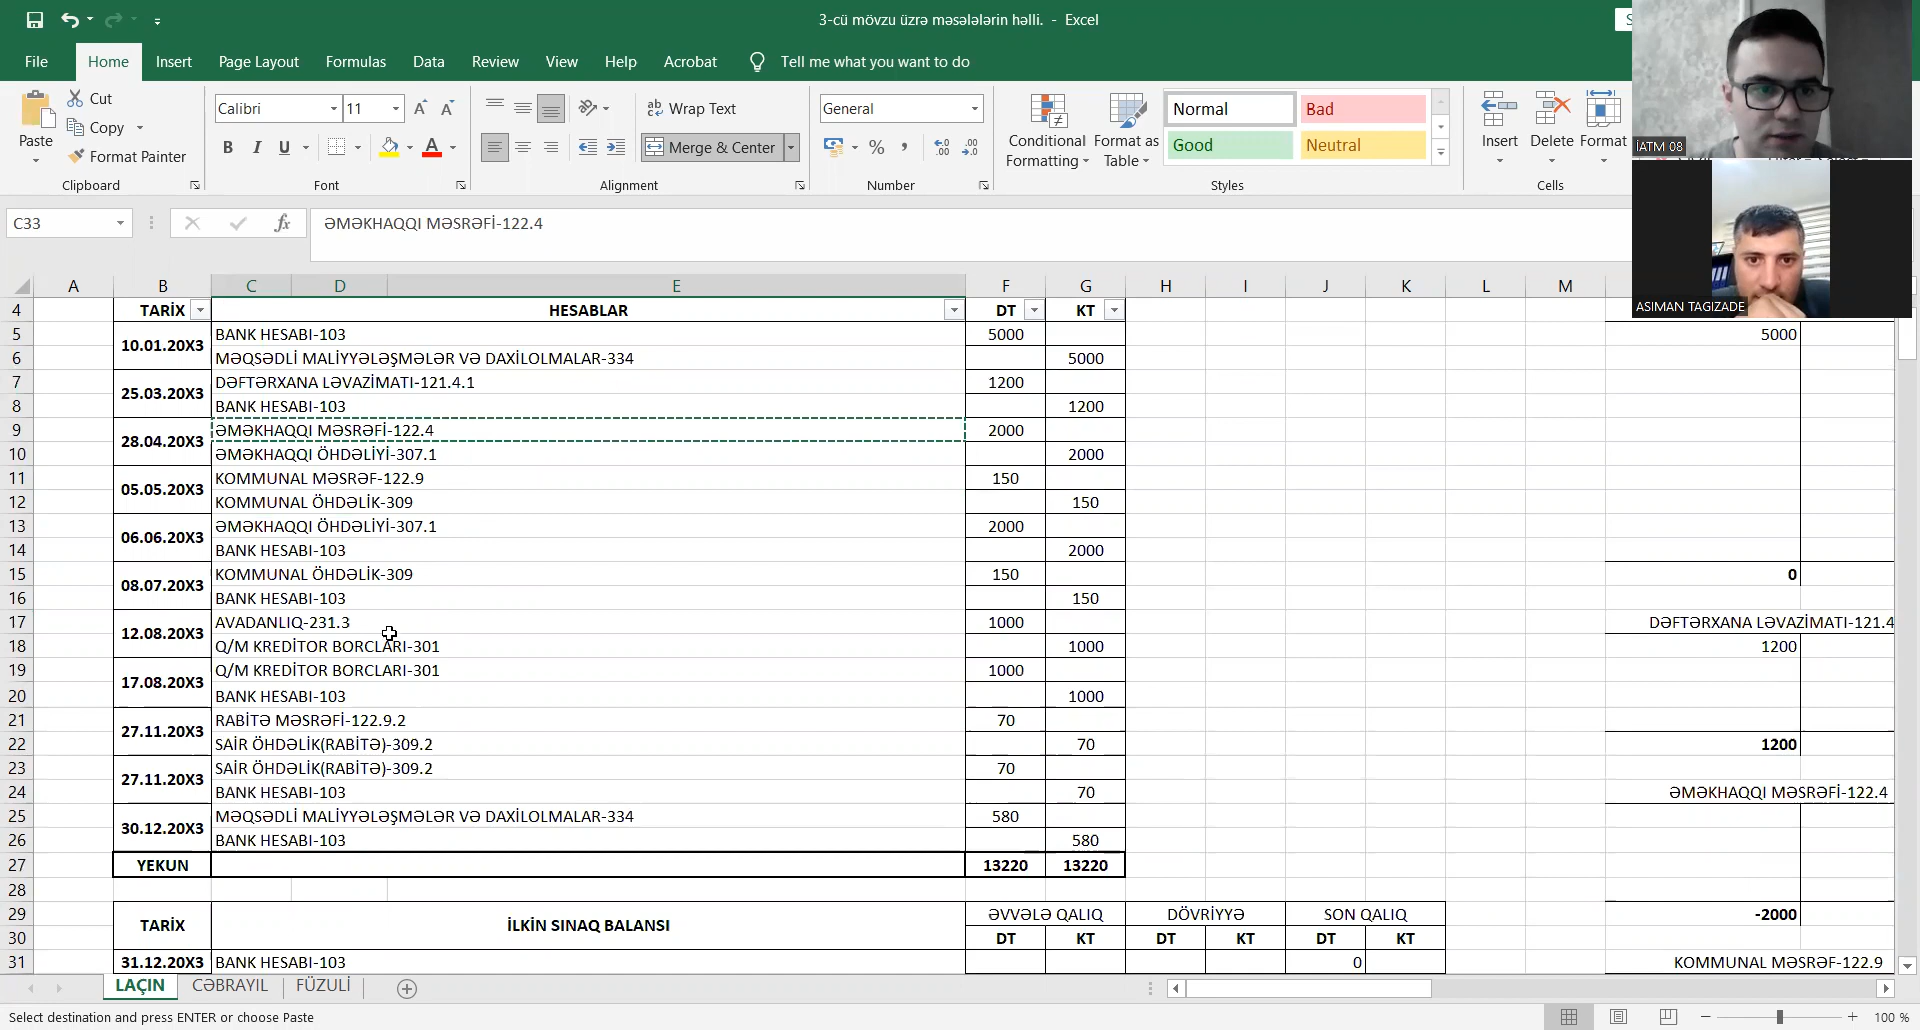 3-cü mövzu üzrə məsələlərin həlli. - Excel
File Home Insert Page Layout Formulas Data Review View Help Acrobat Tell me what you want to do
Paste
Cut
Copy
Format Painter
Clipboard
Calibri 11
B I U
Font
Wrap Text
Merge & Center
Alignment
General
Number
Conditional Formatting
Format as Table
Normal Bad
Good Neutral
Styles
Insert Delete Format
Cells
İATM 08
ASIMAN TAGIZADE
C33 fx ƏMƏKHAQQI MƏSRƏFİ-122.4
A B C D E F G H I J K L M
4 TARİX HESABLAR DT KT
5 10.01.20X3 BANK HESABI-103 5000 5000
6 MƏQSƏDLİ MALİYYƏLƏŞMƏLƏR VƏ DAXİLOLMALAR-334 5000
7 25.03.20X3 DƏFTƏRXANA LƏVAZİMATI-121.4.1 1200
8 BANK HESABI-103 1200
9 28.04.20X3 ƏMƏKHAQQI MƏSRƏFİ-122.4 2000
10 ƏMƏKHAQQI ÖHDƏLİYİ-307.1 2000
11 05.05.20X3 KOMMUNAL MƏSRƏF-122.9 150
12 KOMMUNAL ÖHDƏLİK-309 150
13 06.06.20X3 ƏMƏKHAQQI ÖHDƏLİYİ-307.1 2000
14 BANK HESABI-103 2000
15 08.07.20X3 KOMMUNAL ÖHDƏLİK-309 150 0
16 BANK HESABI-103 150
17 12.08.20X3 AVADANLIQ-231.3 1000 DƏFTƏRXANA LƏVAZİMATI-121.4
18 Q/M KREDİTOR BORCLARI-301 1000 1200
19 17.08.20X3 Q/M KREDİTOR BORCLARI-301 1000
20 BANK HESABI-103 1000
21 27.11.20X3 RABİTƏ MƏSRƏFİ-122.9.2 70
22 SAİR ÖHDƏLİK(RABİTƏ)-309.2 70 1200
23 27.11.20X3 SAİR ÖHDƏLİK(RABİTƏ)-309.2 70
24 BANK HESABI-103 70 ƏMƏKHAQQI MƏSRƏFİ-122.4
25 30.12.20X3 MƏQSƏDLİ MALİYYƏLƏŞMƏLƏR VƏ DAXİLOLMALAR-334 580
26 BANK HESABI-103 580
27 YEKUN 13220 13220
28
29 TARİX İLKİN SINAQ BALANSI ƏVVƏLƏ QALIQ DÖVRİYYƏ SON QALIQ -2000
30 DT KT DT KT DT KT
31 31.12.20X3 BANK HESABI-103 0 KOMMUNAL MƏSRƏF-122.9
LAÇIN CƏBRAYIL FÜZULİ
Select destination and press ENTER or choose Paste 100 %